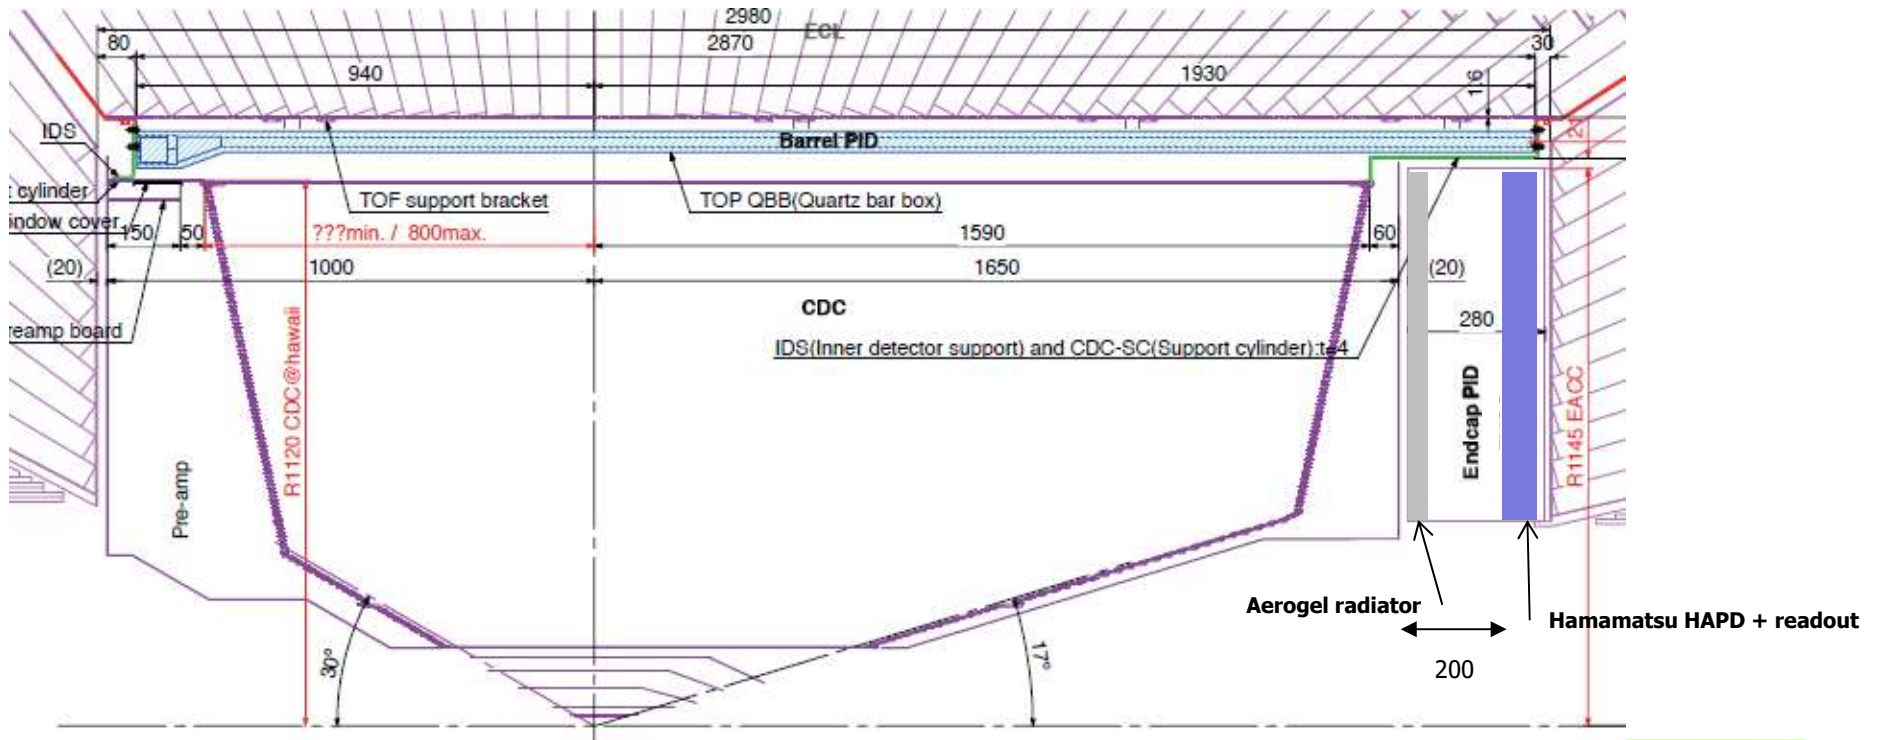 2980
ECL
80
2870
30
940
1930
16
IDS
Barrel PID
21
t cylinder
TOF support bracket
TOP QBB(Quartz bar box)
ndow cover
150
50
???min. / 800max.
1590
60
(20)
1000
1650
(20)
CDC
280
reamp board
IDS(Inner detector support) and CDC-SC(Support cylinder):t=4
R1120 CDC@hawaii
Endcap PID
R1145 EACC
Pre-amp
Aerogel radiator
Hamamatsu HAPD + readout
30°
17°
200